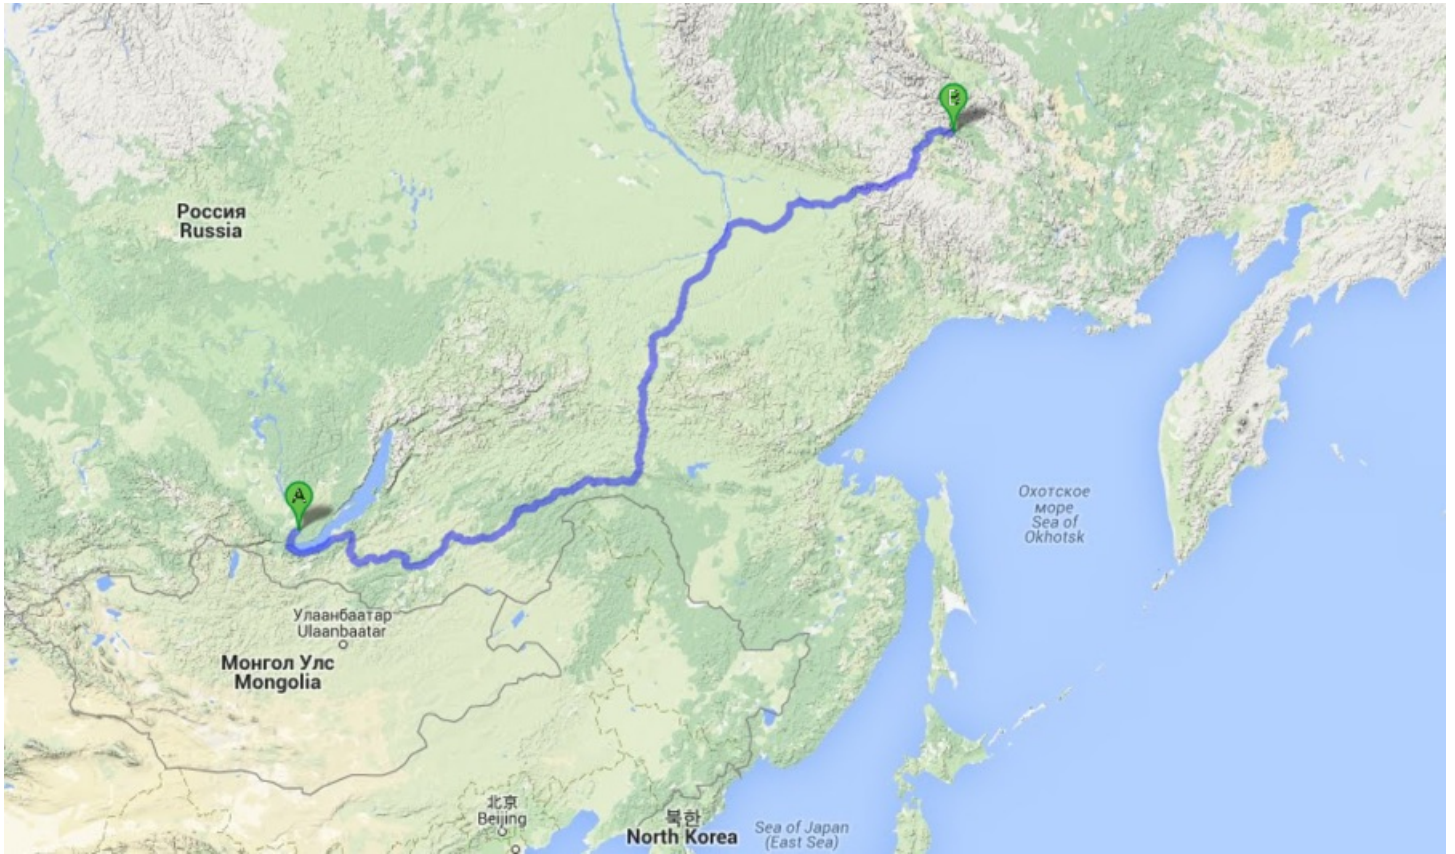 B
Россия
Russia
A
Охотское
море
Sea of
Okhotsk
Улаанбаатар
Ulaanbaatar
Монгол Улс
Mongolia
北京
Beijing
북한
North Korea
Sea of Japan
(East Sea)